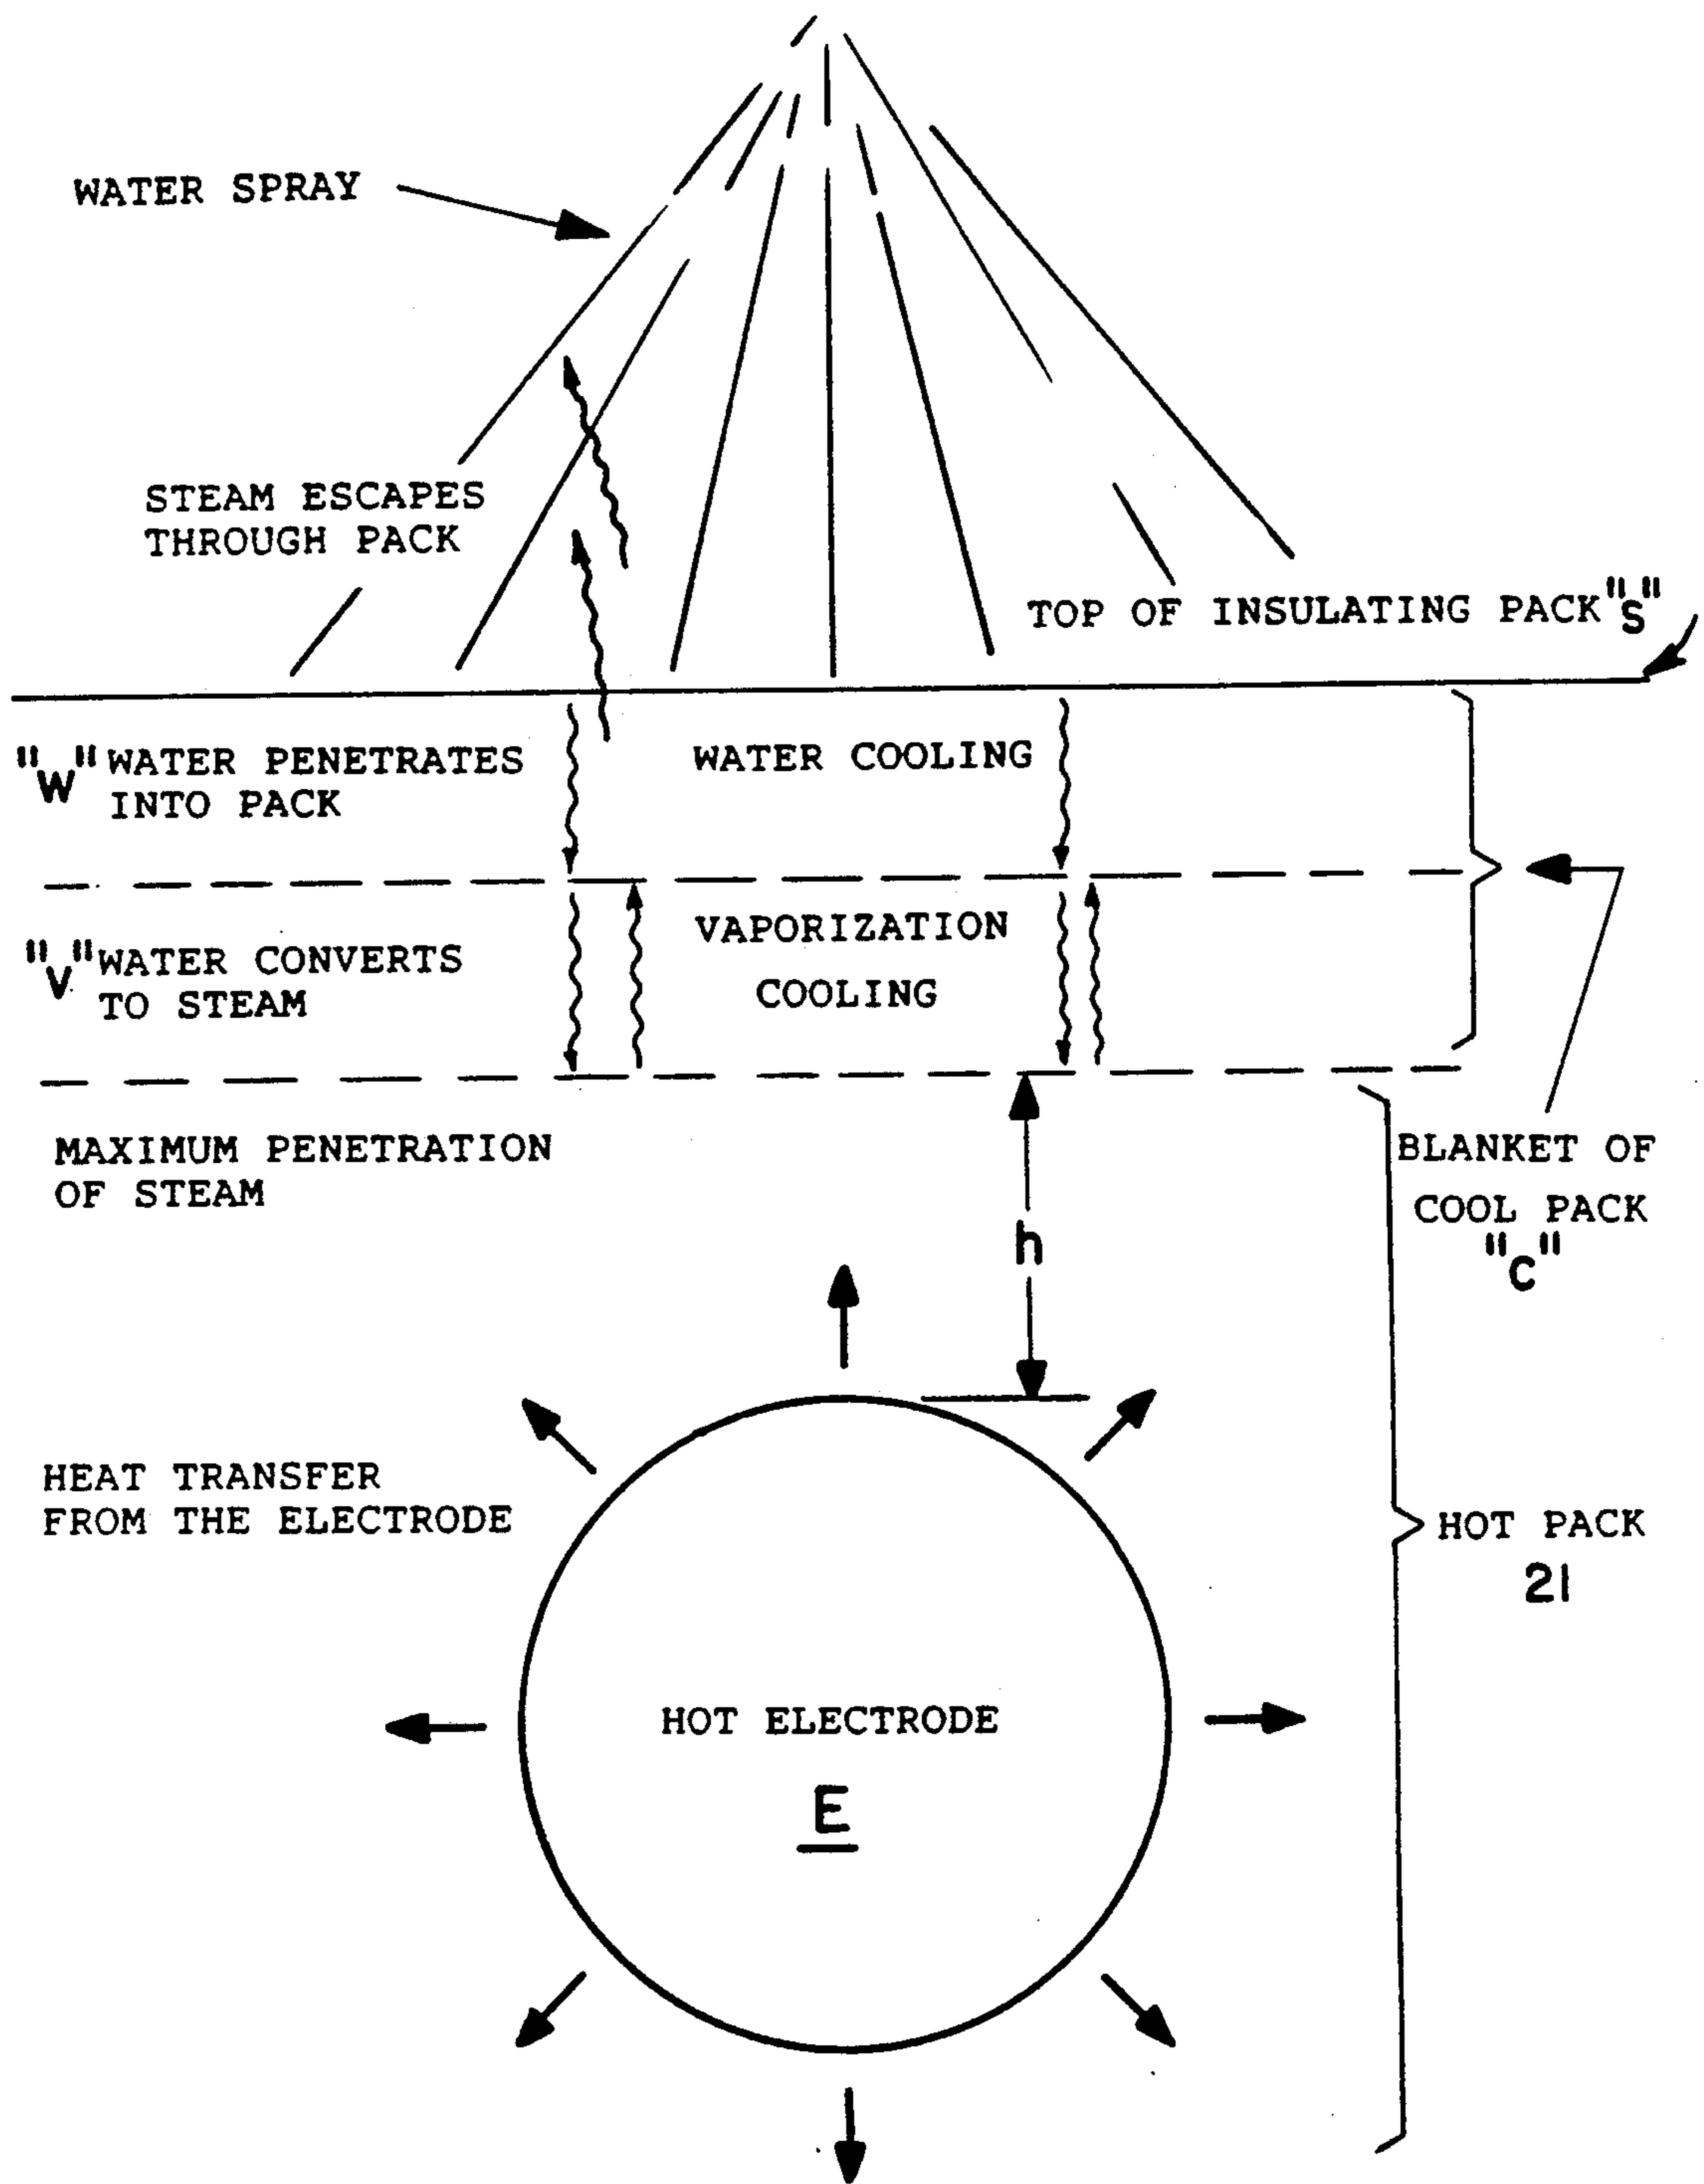 WATER SPRAY
STEAM ESCAPES
THROUGH PACK
TOP OF INSULATING PACK "S"
"W" WATER PENETRATES
INTO PACK
WATER COOLING
"V" WATER CONVERTS
TO STEAM
VAPORIZATION
COOLING
MAXIMUM PENETRATION
OF STEAM
BLANKET OF
COOL PACK
"C"
h
HEAT TRANSFER
FROM THE ELECTRODE
HOT PACK
21
HOT ELECTRODE
E